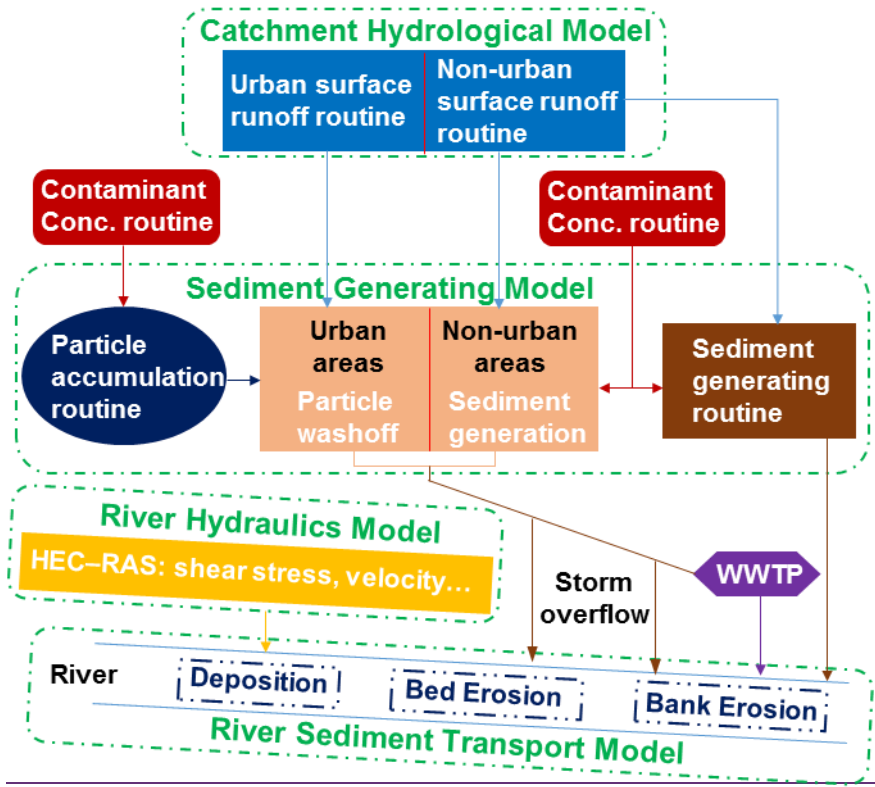 Catchment Hydrological Model
Urban surface
runoff routine
Non-urban
surface runoff
routine
Contaminant
Conc. routine
Contaminant
Conc. routine
Sediment Generating Model
Particle
accumulation
routine
Urban
areas
Particle
washoff
Non-urban
areas
Sediment
generation
Sediment
generating
routine
River Hydraulics Model
HEC–RAS: shear stress, velocity…
Storm
overflow
WWTP
River
Deposition
Bed Erosion
Bank Erosion
River Sediment Transport Model